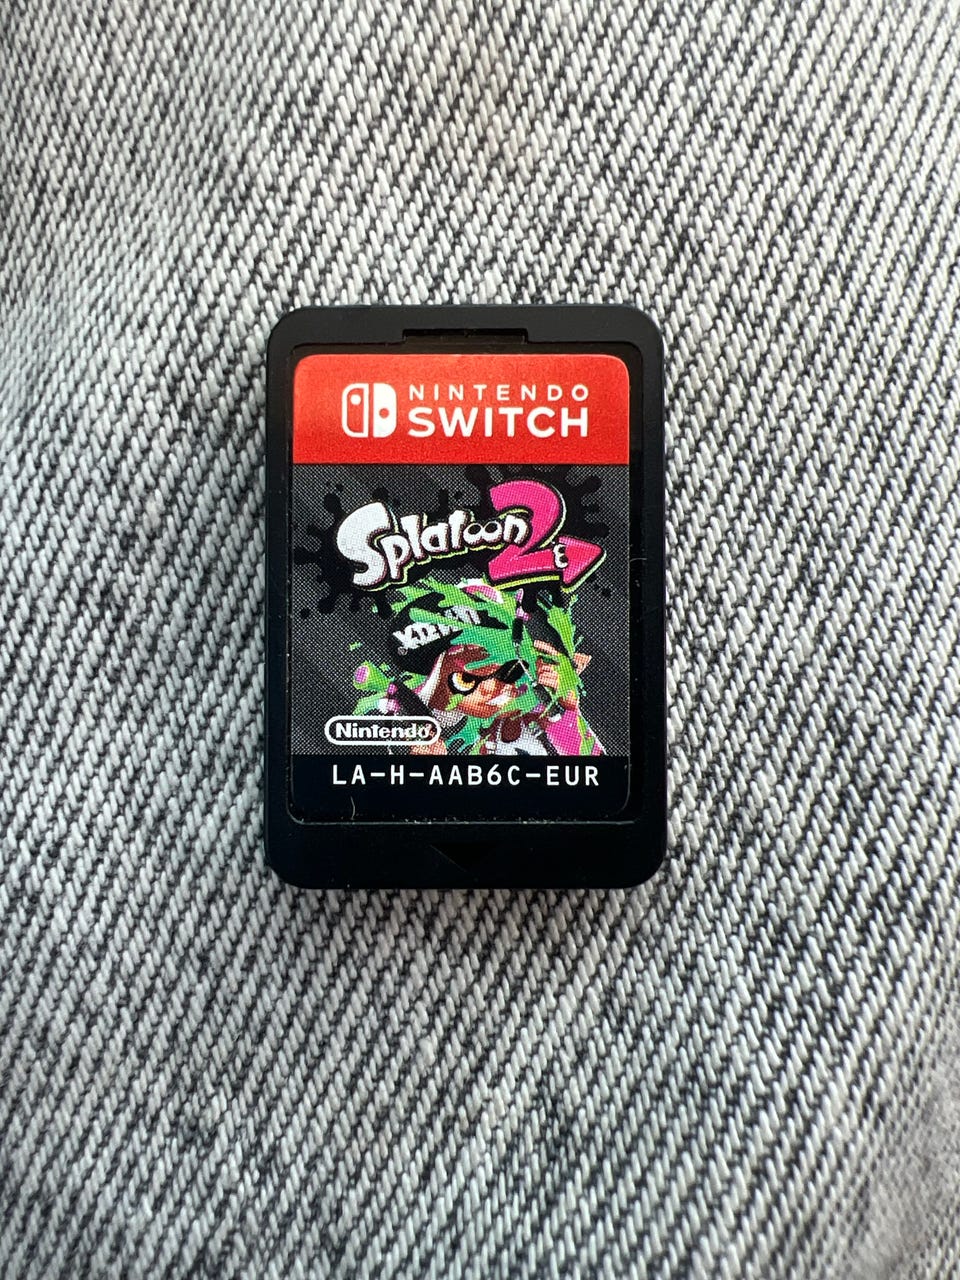 NINTENDO
SWITCH
Splatoon 2
Nintendo
LA-H-AAB6C-EUR